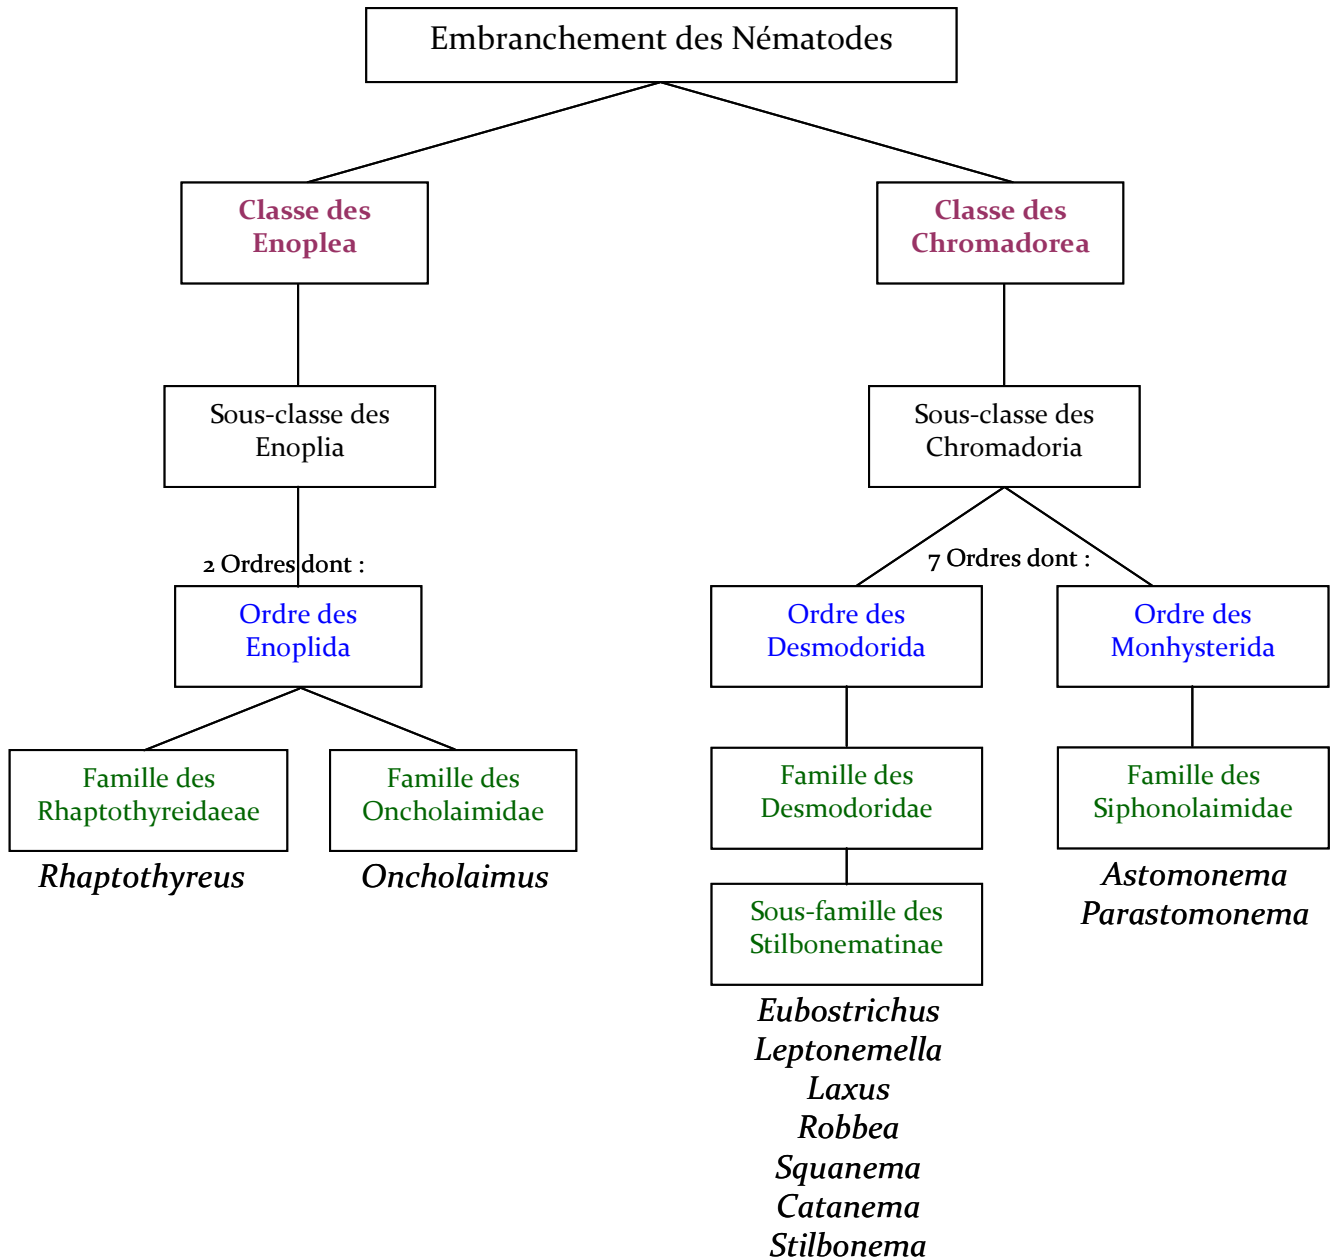 Embranchement des Nématodes
Classe des
Enoplea
Classe des
Chromadorea
Sous-classe des
Enoplia
Sous-classe des
Chromadoria
2 Ordres dont :
7 Ordres dont :
Ordre des
Enoplida
Ordre des
Desmodorida
Ordre des
Monhysterida
Famille des
Rhaptothyreidaeae
Famille des
Oncholaimidae
Famille des
Desmodoridae
Famille des
Siphonolaimidae
Rhaptothyreus
Oncholaimus
Astomonema
Parastomonema
Sous-famille des
Stilbonematinae
Eubostrichus
Leptonemella
Laxus
Robbea
Squanema
Catanema
Stilbonema